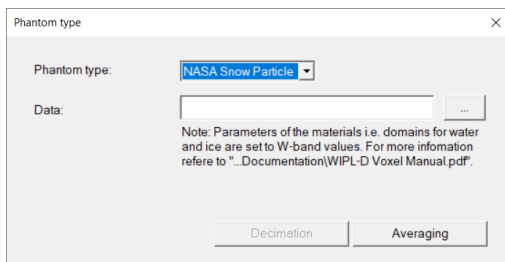 Phantom type
Phantom type:
NASA Snow Particle
Data:
...
Note: Parameters of the materials i.e. domains for water
and ice are set to W-band values. For more infomation
refere to "...Documentation\WIPL-D Voxel Manual.pdf".
Decimation
Averaging